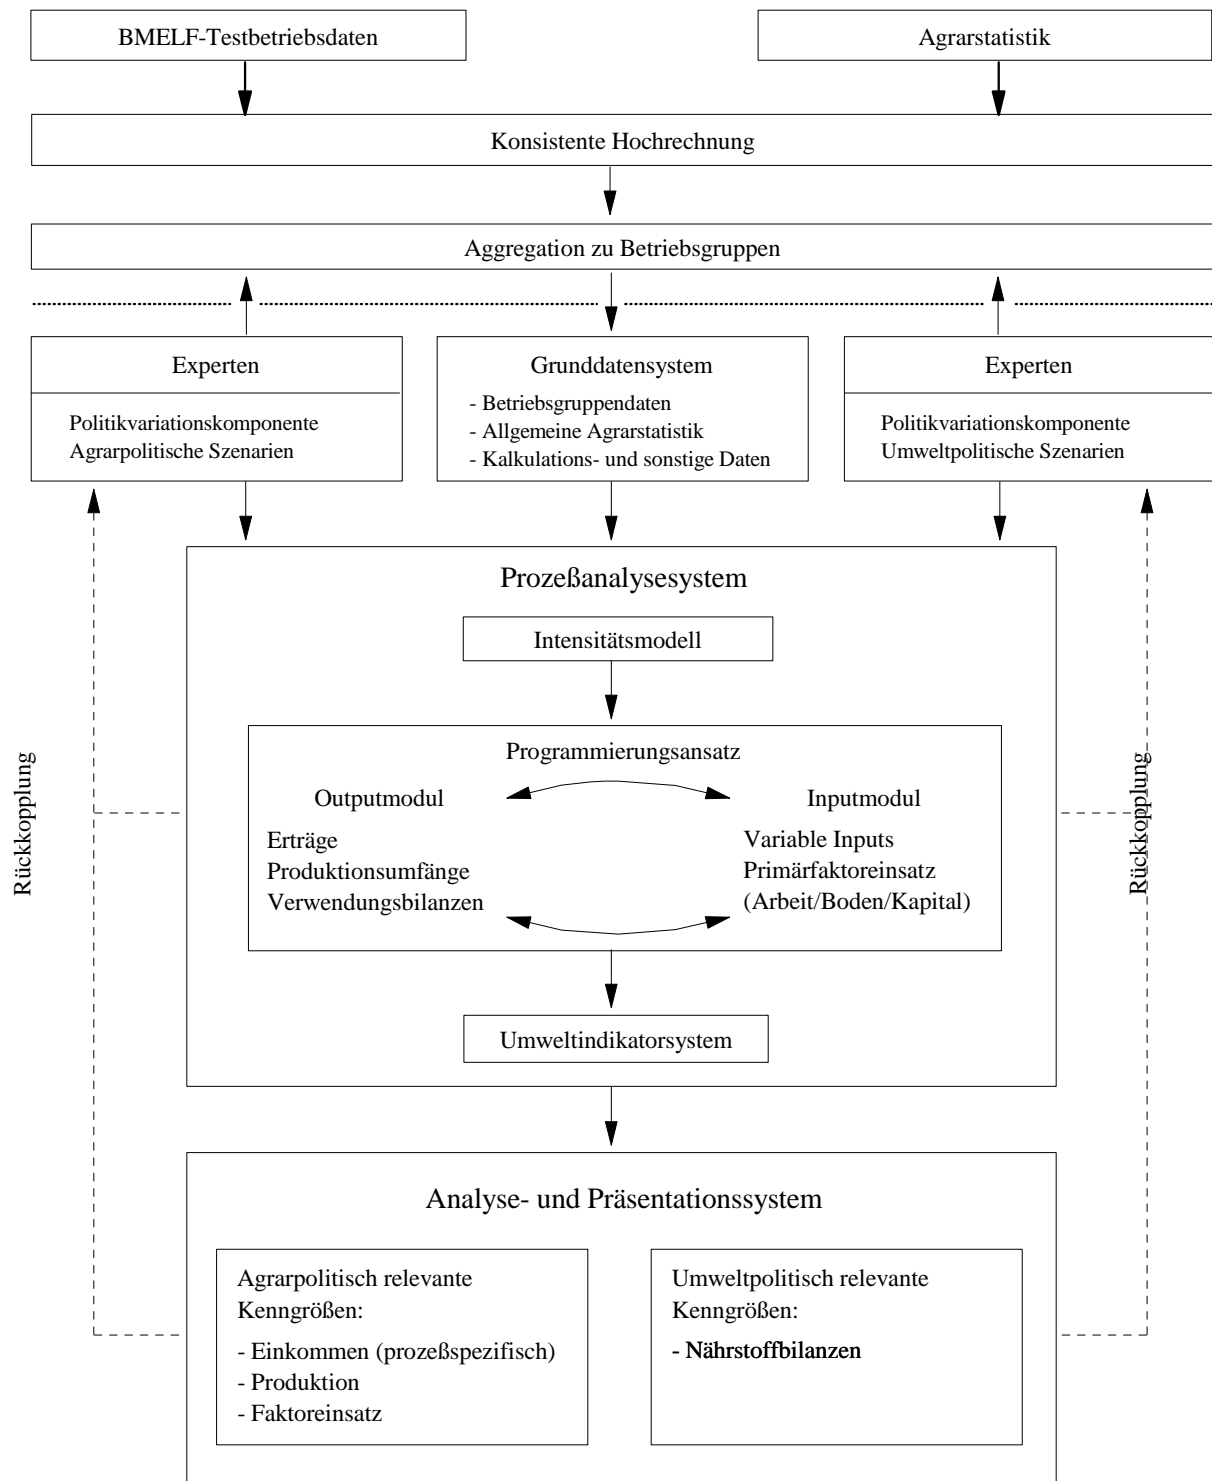 BMELF-Testbetriebsdaten
Agrarstatistik
Konsistente Hochrechnung
Aggregation zu Betriebsgruppen
Experten
Politikvariationskomponente
Agrarpolitische Szenarien
Grunddatensystem
- Betriebsgruppendaten
- Allgemeine Agrarstatistik
- Kalkulations- und sonstige Daten
Experten
Politikvariationskomponente
Umweltpolitische Szenarien
Prozeßanalysesystem
Intensitätsmodell
Programmierungsansatz
Outputmodul
Erträge
Produktionsumfänge
Verwendungsbilanzen
Inputmodul
Variable Inputs
Primärfaktoreinsatz
(Arbeit/Boden/Kapital)
Umweltindikatorsystem
Rückkopplung
Rückkopplung
Analyse- und Präsentationssystem
Agrarpolitisch relevante
Kenngrößen:
- Einkommen (prozeßspezifisch)
- Produktion
- Faktoreinsatz
Umweltpolitisch relevante
Kenngrößen:
- Nährstoffbilanzen